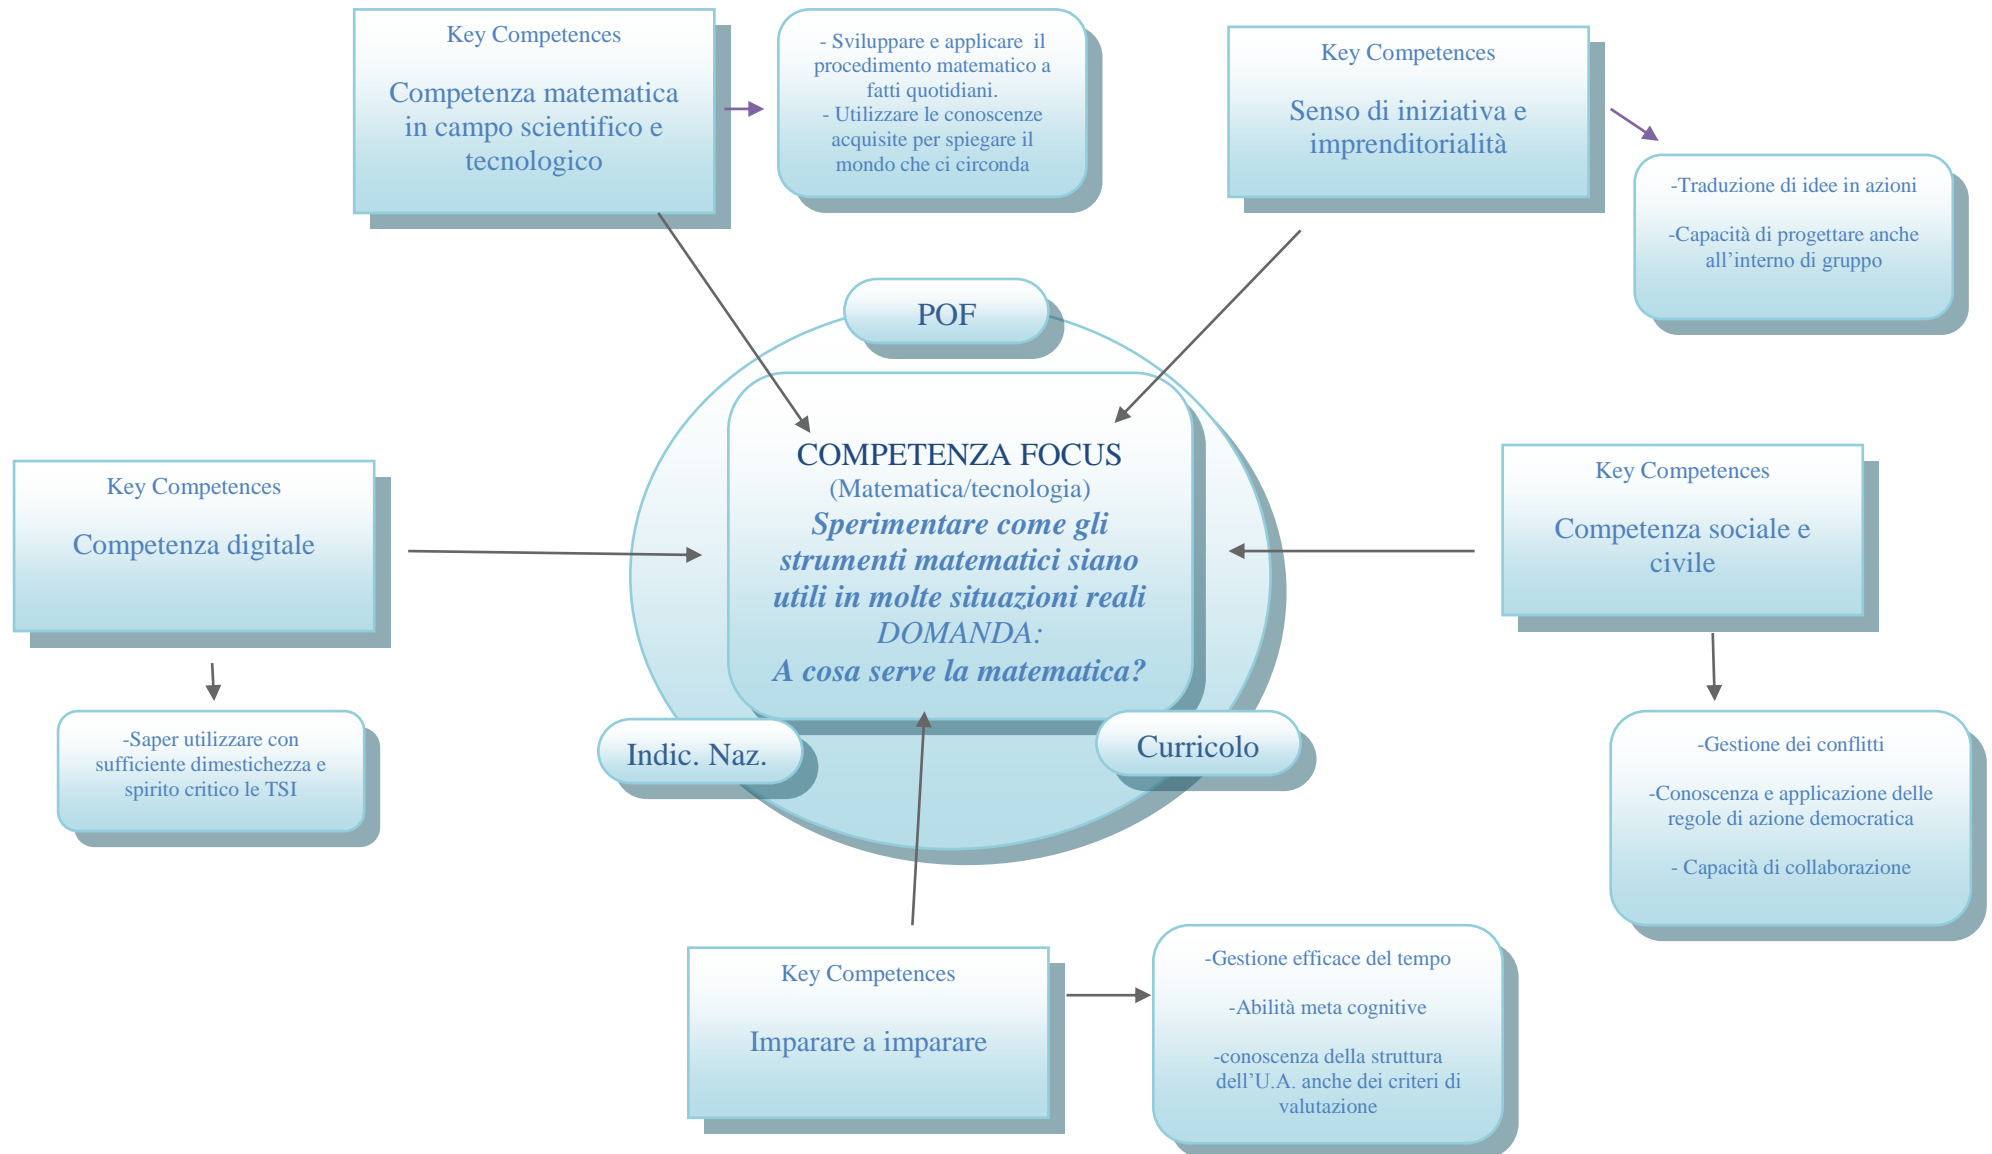 Key Competences
Competenza matematica
in campo scientifico e
tecnologico
- Sviluppare e applicare il
procedimento matematico a
fatti quotidiani.
- Utilizzare le conoscenze
acquisite per spiegare il
mondo che ci circonda
Key Competences
Senso di iniziativa e
imprenditorialità
-Traduzione di idee in azioni
-Capacità di progettare anche
all’interno di gruppo
POF
COMPETENZA FOCUS
(Matematica/tecnologia)
Sperimentare come gli
strumenti matematici siano
utili in molte situazioni reali
DOMANDA:
A cosa serve la matematica?
Indic. Naz.
Curricolo
Key Competences
Competenza digitale
-Saper utilizzare con
sufficiente dimestichezza e
spirito critico le TSI
Key Competences
Competenza sociale e
civile
-Gestione dei conflitti
-Conoscenza e applicazione delle
regole di azione democratica
- Capacità di collaborazione
Key Competences
Imparare a imparare
-Gestione efficace del tempo
-Abilità meta cognitive
-conoscenza della struttura
dell’U.A. anche dei criteri di
valutazione